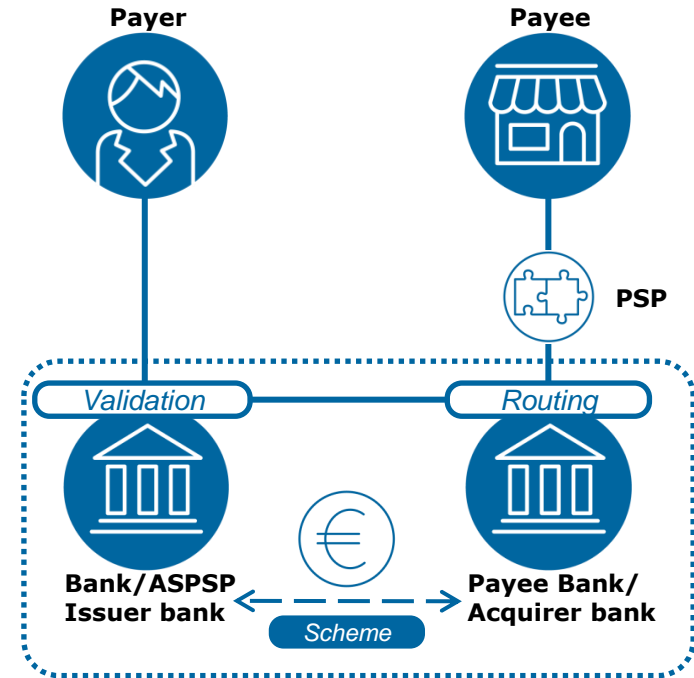 Payer
Payee
PSP
Validation
Routing
€
Bank/ASPSP
Issuer bank
Payee Bank/
Acquirer bank
Scheme